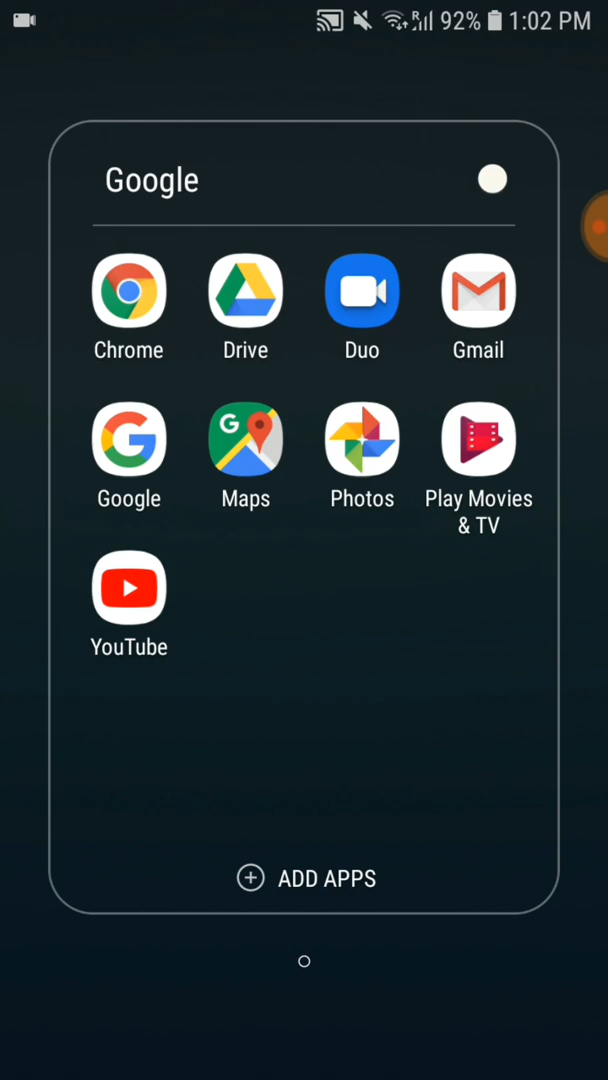 R 92% 1:02 PM
Google
Chrome Drive Duo Gmail
G
Google Maps Photos Play Movies
& TV
YouTube
ADD APPS